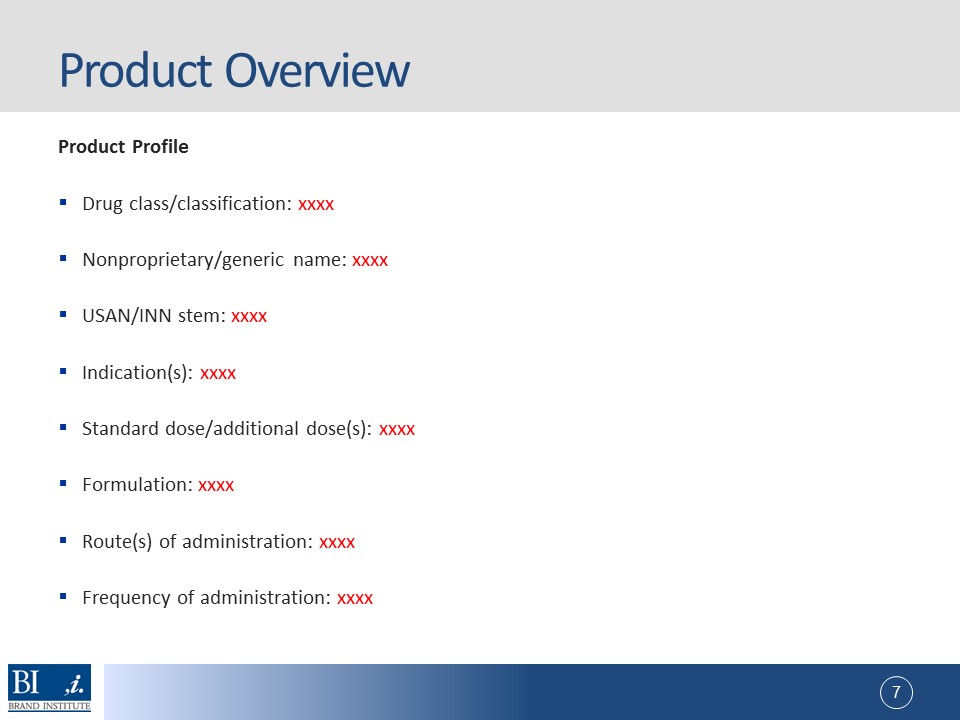 Product Overview
Product Profile
▪ Drug class/classification: xxxx
▪ Nonproprietary/generic name: xxxx
▪ USAN/INN stem: xxxx
▪ Indication(s): xxxx
▪ Standard dose/additional dose(s): xxxx
▪ Formulation: xxxx
▪ Route(s) of administration: xxxx
▪ Frequency of administration: xxxx
BI ,i.
BRAND INSTITUTE
7